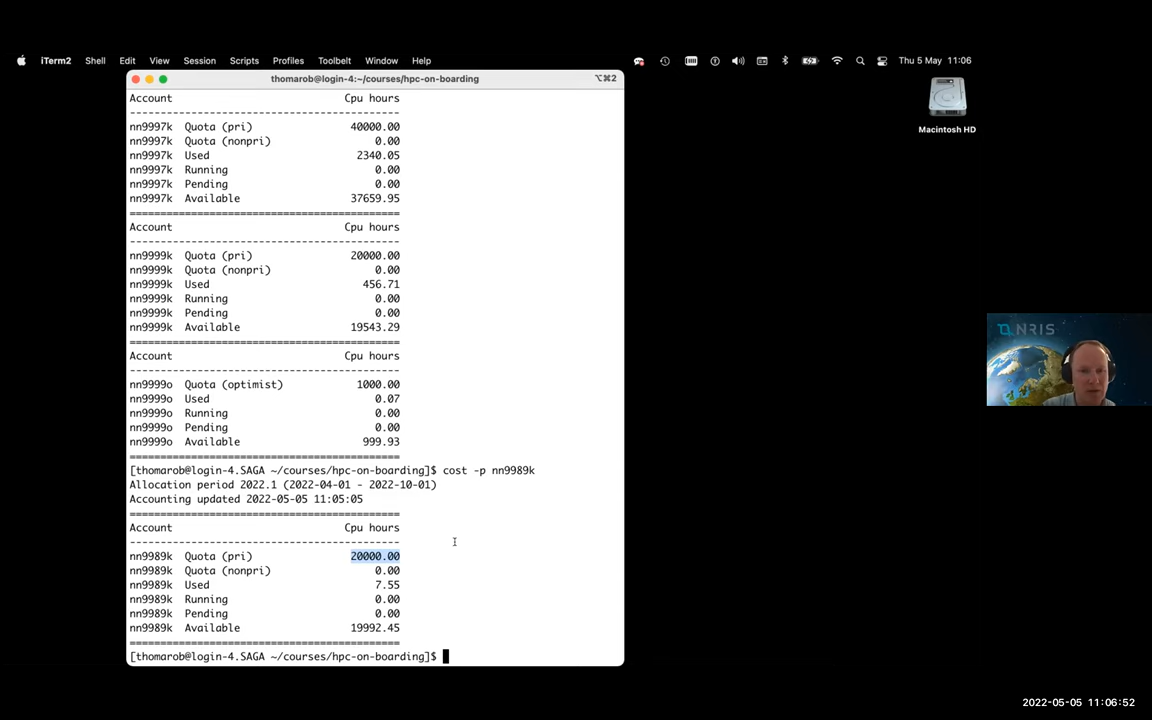 iTerm2 Shell Edit View Session Scripts Profiles Toolbelt Window Help Thu 5 May 11:06
thomarob@login-4:~/courses/hpc-on-boarding ⌥⌘2
Account Cpu hours
----------------------------------------------
nn9997k Quota (pri) 40000.00
nn9997k Quota (nonpri) 0.00
nn9997k Used 2340.05
nn9997k Running 0.00
nn9997k Pending 0.00
nn9997k Available 37659.95
==============================================
Account Cpu hours
----------------------------------------------
nn9999k Quota (pri) 20000.00
nn9999k Quota (nonpri) 0.00
nn9999k Used 456.71
nn9999k Running 0.00
nn9999k Pending 0.00
nn9999k Available 19543.29
==============================================
Account Cpu hours
----------------------------------------------
nn9999o Quota (optimist) 1000.00
nn9999o Used 0.07
nn9999o Running 0.00
nn9999o Pending 0.00
nn9999o Available 999.93
==============================================
[thomarob@login-4.SAGA ~/courses/hpc-on-boarding]$ cost -p nn9989k
Allocation period 2022.1 (2022-04-01 - 2022-10-01)
Accounting updated 2022-05-05 11:05:05
==============================================
Account Cpu hours
----------------------------------------------
nn9989k Quota (pri) 20000.00
nn9989k Quota (nonpri) 0.00
nn9989k Used 7.55
nn9989k Running 0.00
nn9989k Pending 0.00
nn9989k Available 19992.45
==============================================
[thomarob@login-4.SAGA ~/courses/hpc-on-boarding]$
Macintosh HD
NRIS
2022-05-05 11:06:52